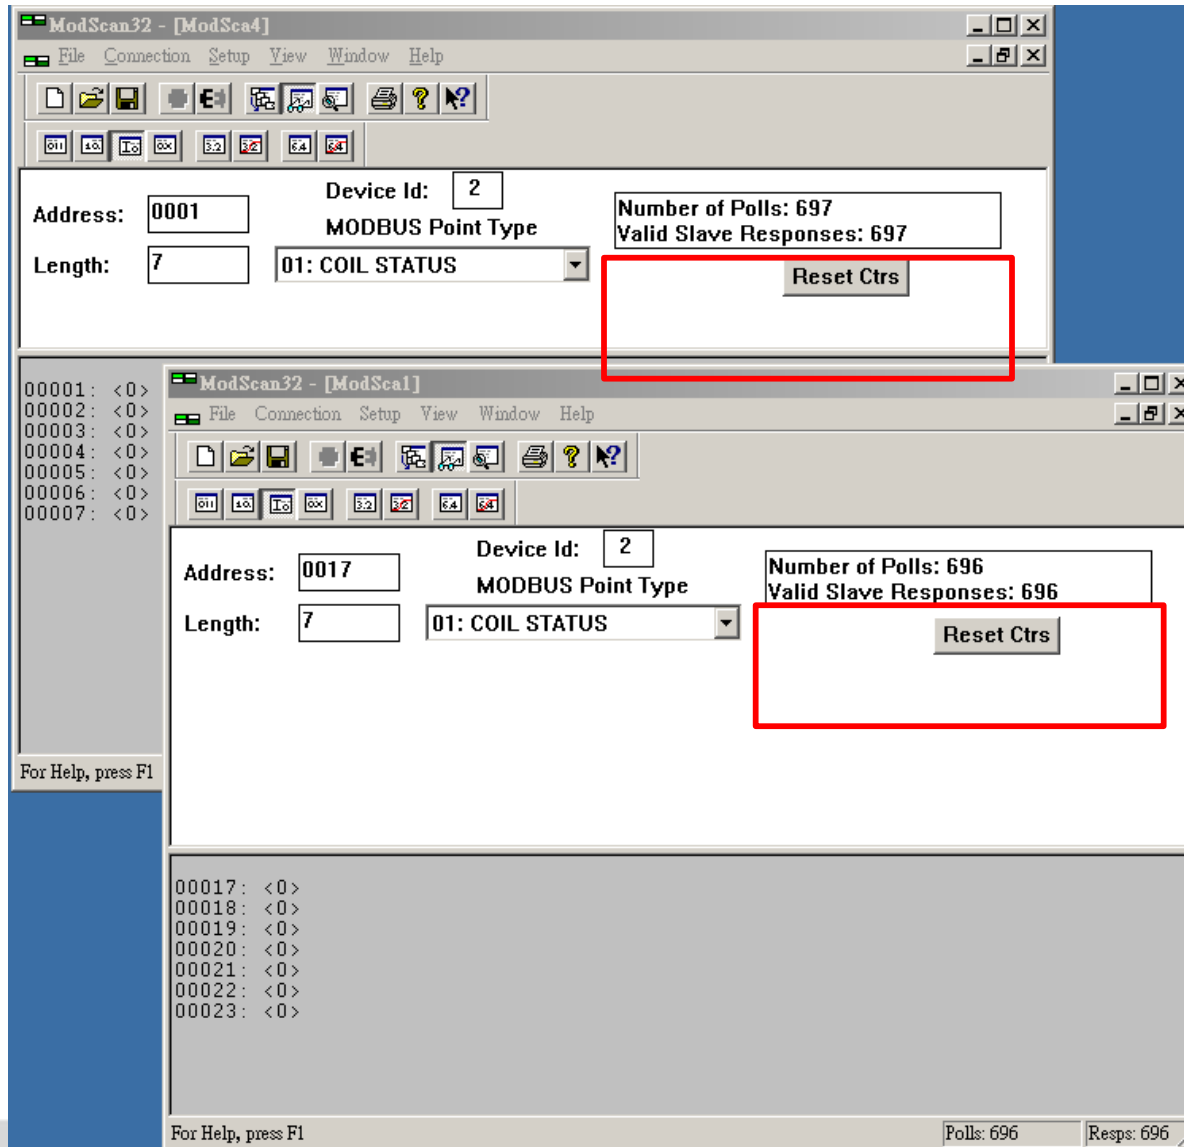 ModScan32 - [ModSca4]
File Connection Setup View Window Help
Device Id: 2
Address: 0001
MODBUS Point Type
Number of Polls: 697
Valid Slave Responses: 697
Length: 7
01: COIL STATUS
Reset Ctrs
00001: <0>
00002: <0>
00003: <0>
00004: <0>
00005: <0>
00006: <0>
00007: <0>
For Help, press F1
ModScan32 - [ModSca1]
File Connection Setup View Window Help
Device Id: 2
Address: 0017
MODBUS Point Type
Number of Polls: 696
Valid Slave Responses: 696
Length: 7
01: COIL STATUS
Reset Ctrs
00017: <0>
00018: <0>
00019: <0>
00020: <0>
00021: <0>
00022: <0>
00023: <0>
For Help, press F1
Polls: 696
Resps: 696